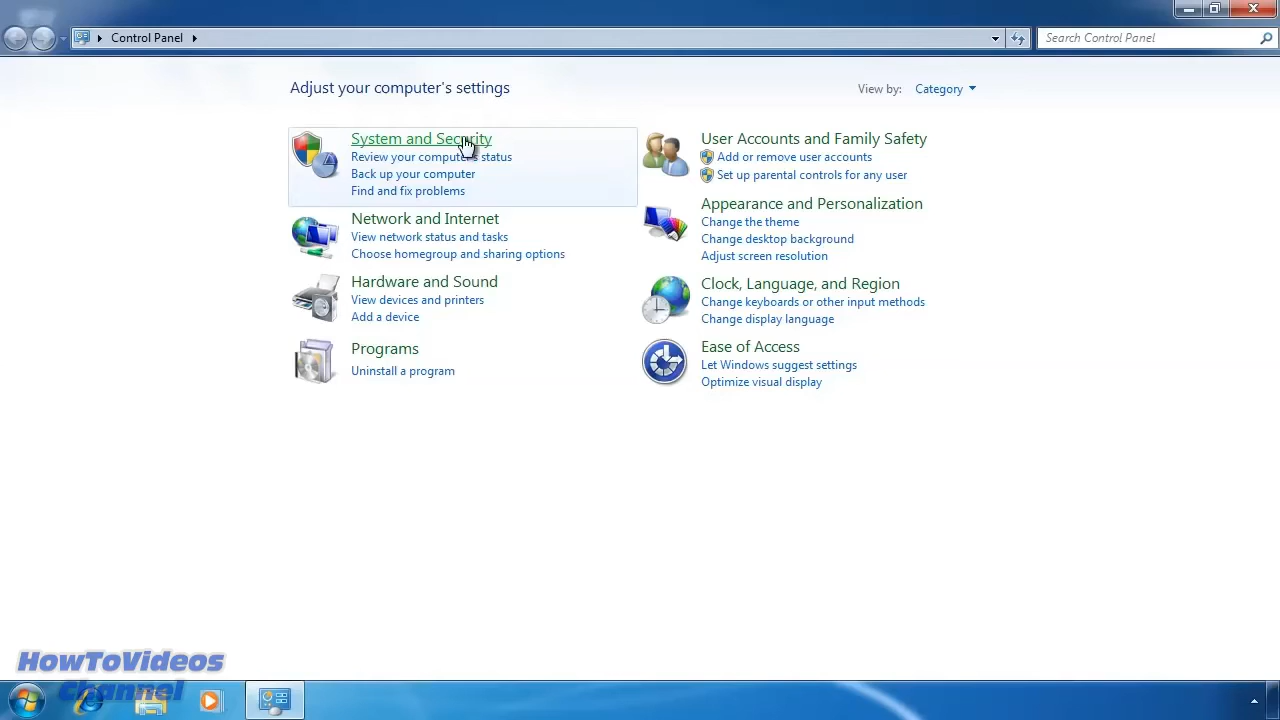 Control Panel
Search Control Panel
Adjust your computer's settings
View by: Category
System and Security
Review your computer's status
Back up your computer
Find and fix problems
Network and Internet
View network status and tasks
Choose homegroup and sharing options
Hardware and Sound
View devices and printers
Add a device
Programs
Uninstall a program
User Accounts and Family Safety
Add or remove user accounts
Set up parental controls for any user
Appearance and Personalization
Change the theme
Change desktop background
Adjust screen resolution
Clock, Language, and Region
Change keyboards or other input methods
Change display language
Ease of Access
Let Windows suggest settings
Optimize visual display
HowToVideos
Channel